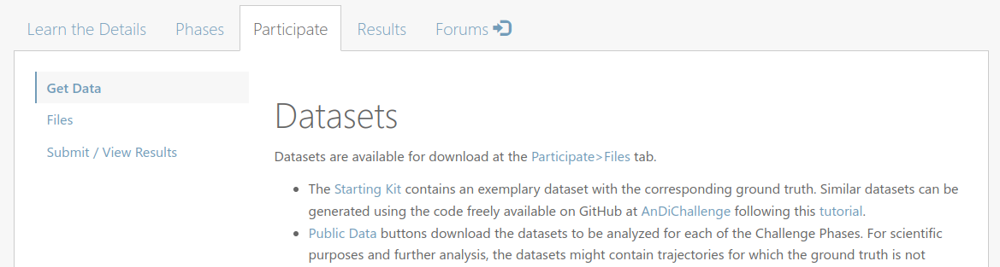 Learn the Details Phases Participate Results Forums
Get Data
Files
Submit / View Results
Datasets
Datasets are available for download at the Participate>Files tab.
• The Starting Kit contains an exemplary dataset with the corresponding ground truth. Similar datasets can be
generated using the code freely available on GitHub at AnDiChallenge following this tutorial.
• Public Data buttons download the datasets to be analyzed for each of the Challenge Phases. For scientific
purposes and further analysis, the datasets might contain trajectories for which the ground truth is not